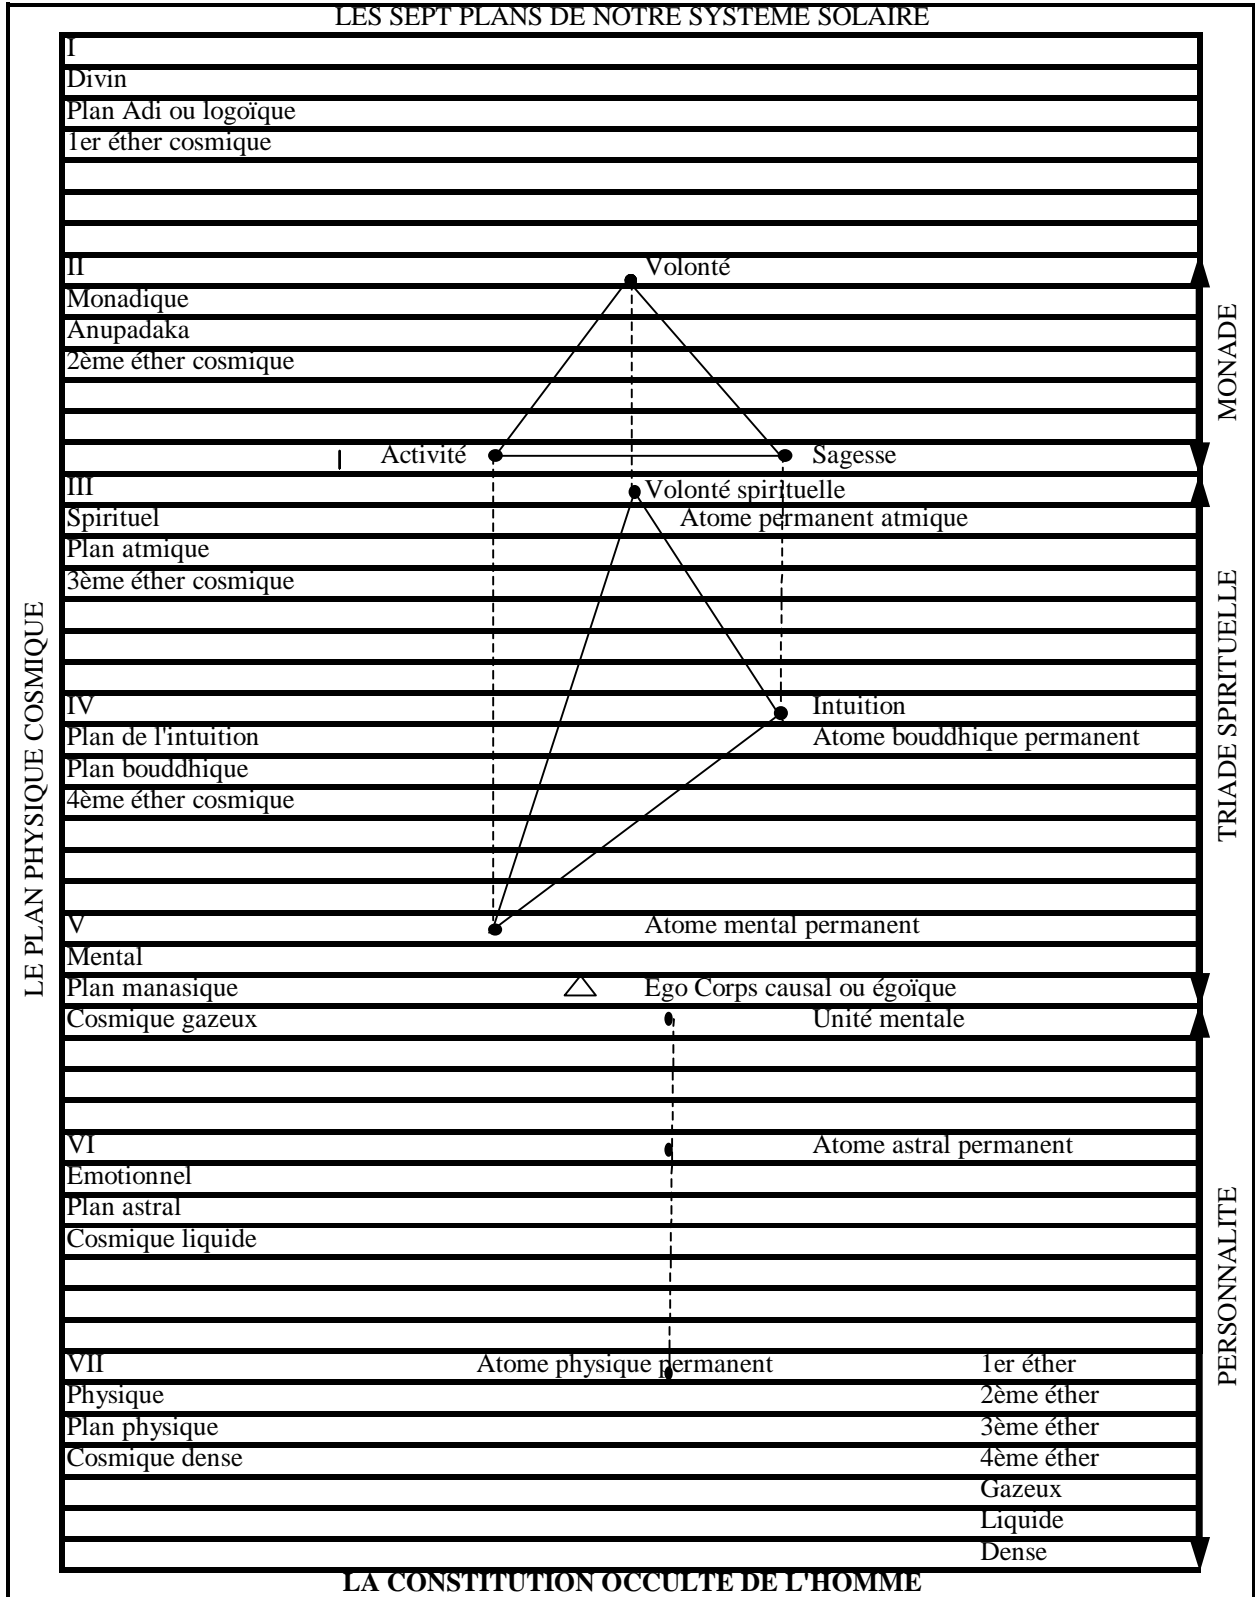 LES SEPT PLANS DE NOTRE SYSTEME SOLAIRE
I
Divin
Plan Adi ou logoïque
1er éther cosmique
II Volonté
Monadique
Anupadaka
2ème éther cosmique
Activité Sagesse
III Volonté spirituelle
Spirituel Atome permanent atmique
Plan atmique
3ème éther cosmique
IV Intuition
Plan de l'intuition Atome bouddhique permanent
Plan bouddhique
4ème éther cosmique
V Atome mental permanent
Mental
Plan manasique Ego Corps causal ou égoïque
Cosmique gazeux Unité mentale
VI Atome astral permanent
Emotionnel
Plan astral
Cosmique liquide
VII Atome physique permanent 1er éther
Physique 2ème éther
Plan physique 3ème éther
Cosmique dense 4ème éther
Gazeux
Liquide
Dense
LA CONSTITUTION OCCULTE DE L'HOMME
LE PLAN PHYSIQUE COSMIQUE
MONADE
TRIADE SPIRITUELLE
PERSONNALITE